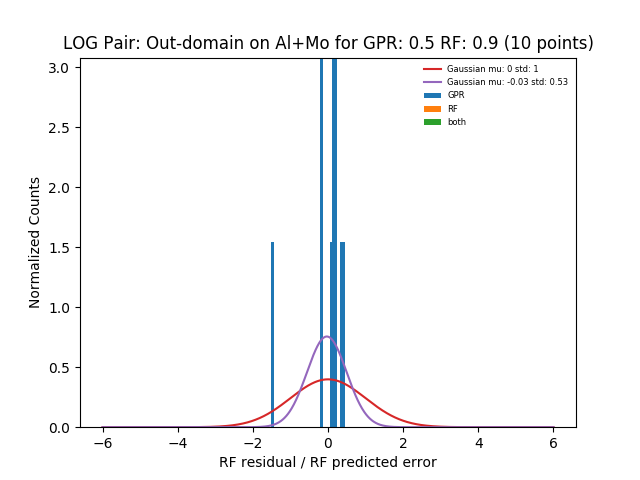 LOG Pair: Out-domain on Al+Mo for GPR: 0.5 RF: 0.9 (10 points)
Gaussian mu: 0 std: 1
Gaussian mu: -0.03 std: 0.53
GPR
RF
both
Normalized Counts
3.0
2.5
2.0
1.5
1.0
0.5
0.0
−6 −4 −2 0 2 4 6
RF residual / RF predicted error